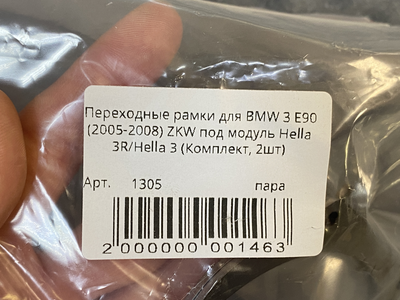 Переходные рамки для BMW 3 E90
(2005-2008) ZKW под модуль Hella
3R/Hella 3 (Комплект, 2шт)
Арт. 1305 пара
2 000000 001463